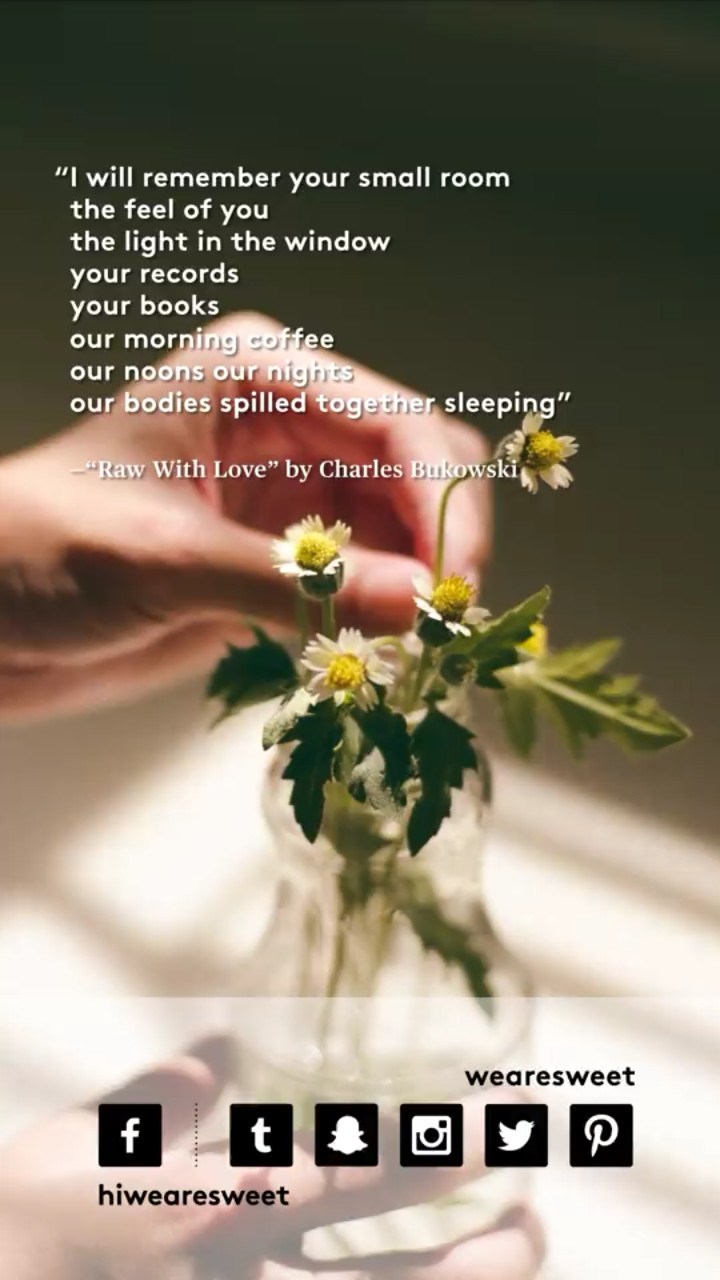 “I will remember your small room
the feel of you
the light in the window
your records
your books
our morning coffee
our noons our nights
our bodies spilled together sleeping”
–“Raw With Love” by Charles Bukowski
wearesweet
hiwearesweet